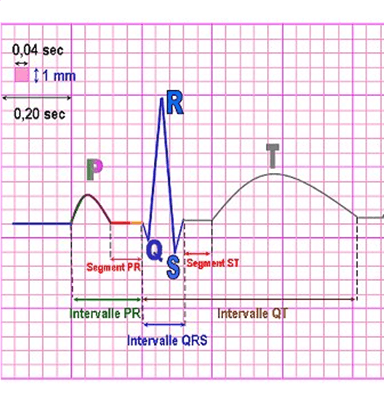 0,04 sec
1 mm
0,20 sec
R
P
T
Q
S
Segment PR
Segment ST
Intervalle PR
Intervalle QT
Intervalle QRS